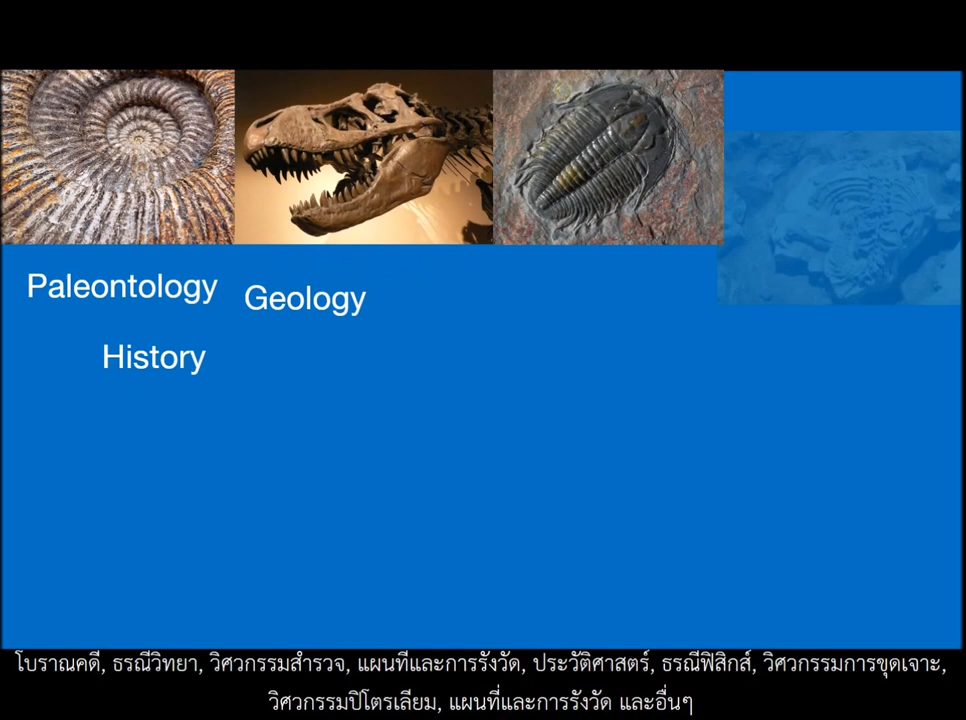 Paleontology
Geology
History
โบราณคดี, ธรณีวิทยา, วิศวกรรมสำรวจ, แผนที่และการรังวัด, ประวัติศาสตร์, ธรณีฟิสิกส์, วิศวกรรมการขุดเจาะ,
วิศวกรรมปิโตรเลียม, แผนที่และการรังวัด และอื่นๆ